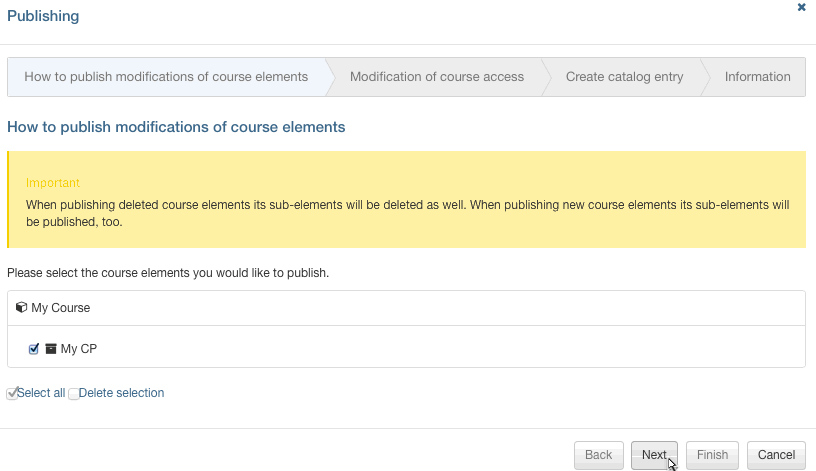 Publishing
How to publish modifications of course elements
Modification of course access
Create catalog entry
Information
How to publish modifications of course elements
Important
When publishing deleted course elements its sub-elements will be deleted as well. When publishing new course elements its sub-elements will
be published, too.
Please select the course elements you would like to publish.
My Course
My CP
Select all Delete selection
Back Next Finish Cancel